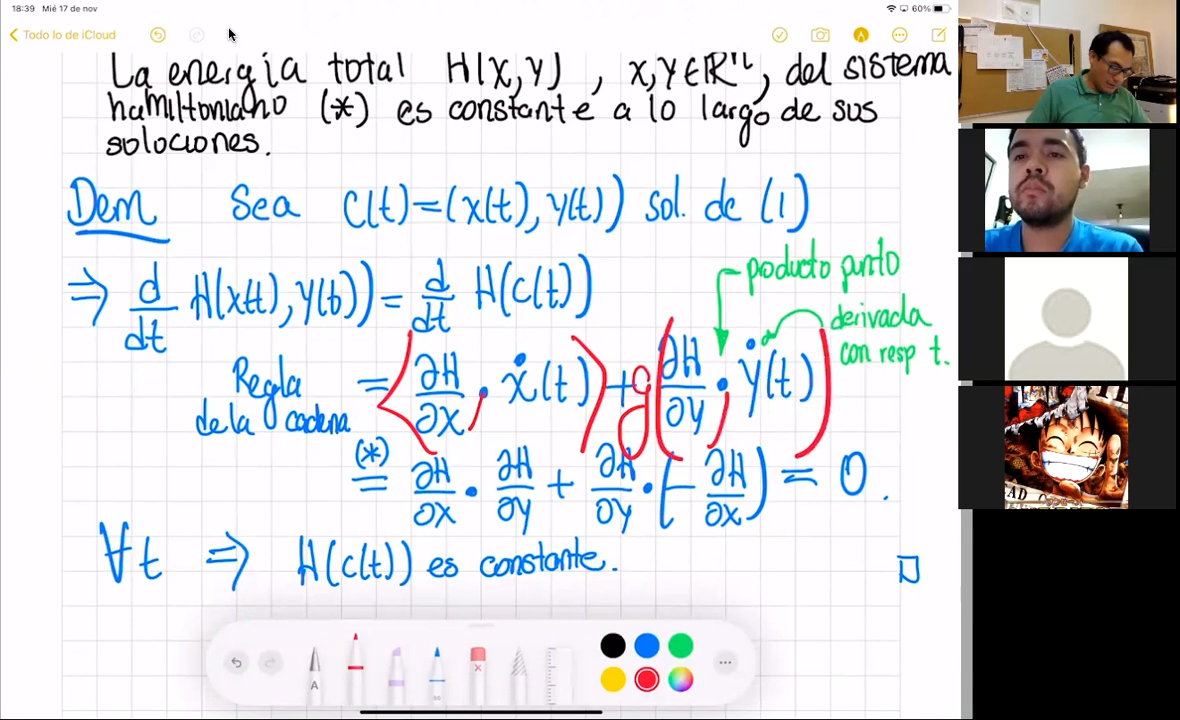 18:39 Mié 17 de nov
60%
Todo lo de iCloud
La energía total H(x,y), x,y∈ℝⁿ, del sistema
hamiltoniano (*) es constante a lo largo de sus
soluciones.
Dem Sea c(t)=(x(t),y(t)) sol. de (1)
⇒ d/dt H(x(t),y(t)) = d/dt H(c(t))
producto punto
derivada
con resp t.
Regla
de la cadena
= ⟨∂H/∂x • ẋ(t)⟩ + g(∂H/∂y • ẏ(t))
(*)
= ∂H/∂x • ∂H/∂y + ∂H/∂y • (-∂H/∂x) = 0.
∀t ⇒ H(c(t)) es constante. □
A